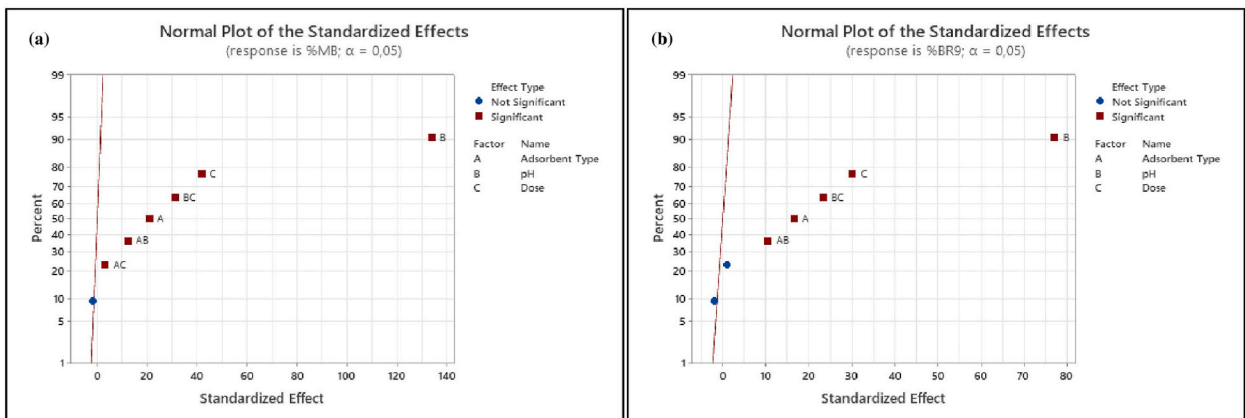 (a)
Normal Plot of the Standardized Effects
(response is %MB; α = 0,05)
99
95
90
80
70
60
50
40
30
20
10
5
1
Percent
B
C
BC
A
AB
AC
0 20 40 60 80 100 120 140
Standardized Effect
Effect Type
Not Significant
Significant
Factor Name
A Adsorbent Type
B pH
C Dose
(b)
Normal Plot of the Standardized Effects
(response is %BR9; α = 0,05)
99
95
90
80
70
60
50
40
30
20
10
5
1
Percent
B
C
BC
A
AB
0 10 20 30 40 50 60 70 80
Standardized Effect
Effect Type
Not Significant
Significant
Factor Name
A Adsorbent Type
B pH
C Dose